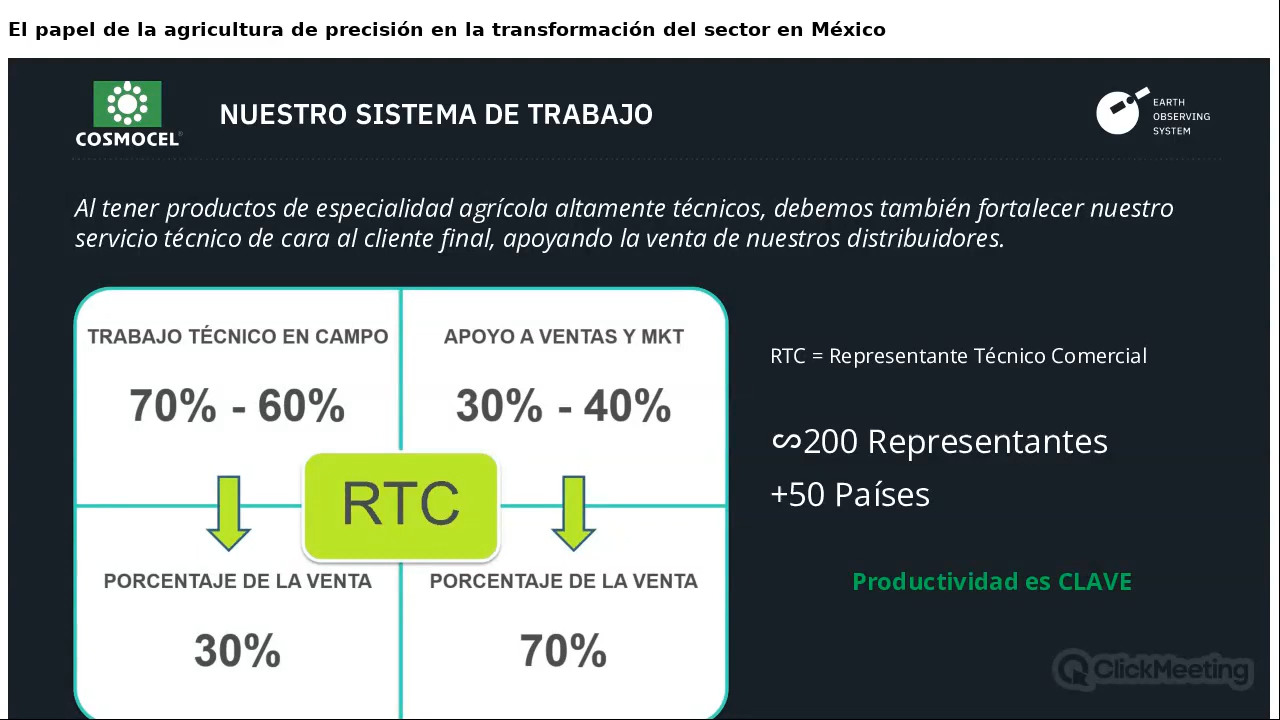 El papel de la agricultura de precisión en la transformación del sector en México
COSMOCEL
NUESTRO SISTEMA DE TRABAJO
EARTH
OBSERVING
SYSTEM
Al tener productos de especialidad agrícola altamente técnicos, debemos también fortalecer nuestro
servicio técnico de cara al cliente final, apoyando la venta de nuestros distribuidores.
TRABAJO TÉCNICO EN CAMPO
70% - 60%
APOYO A VENTAS Y MKT
30% - 40%
RTC
PORCENTAJE DE LA VENTA
30%
PORCENTAJE DE LA VENTA
70%
RTC = Representante Técnico Comercial
∽200 Representantes
+50 Países
Productividad es CLAVE
ClickMeeting